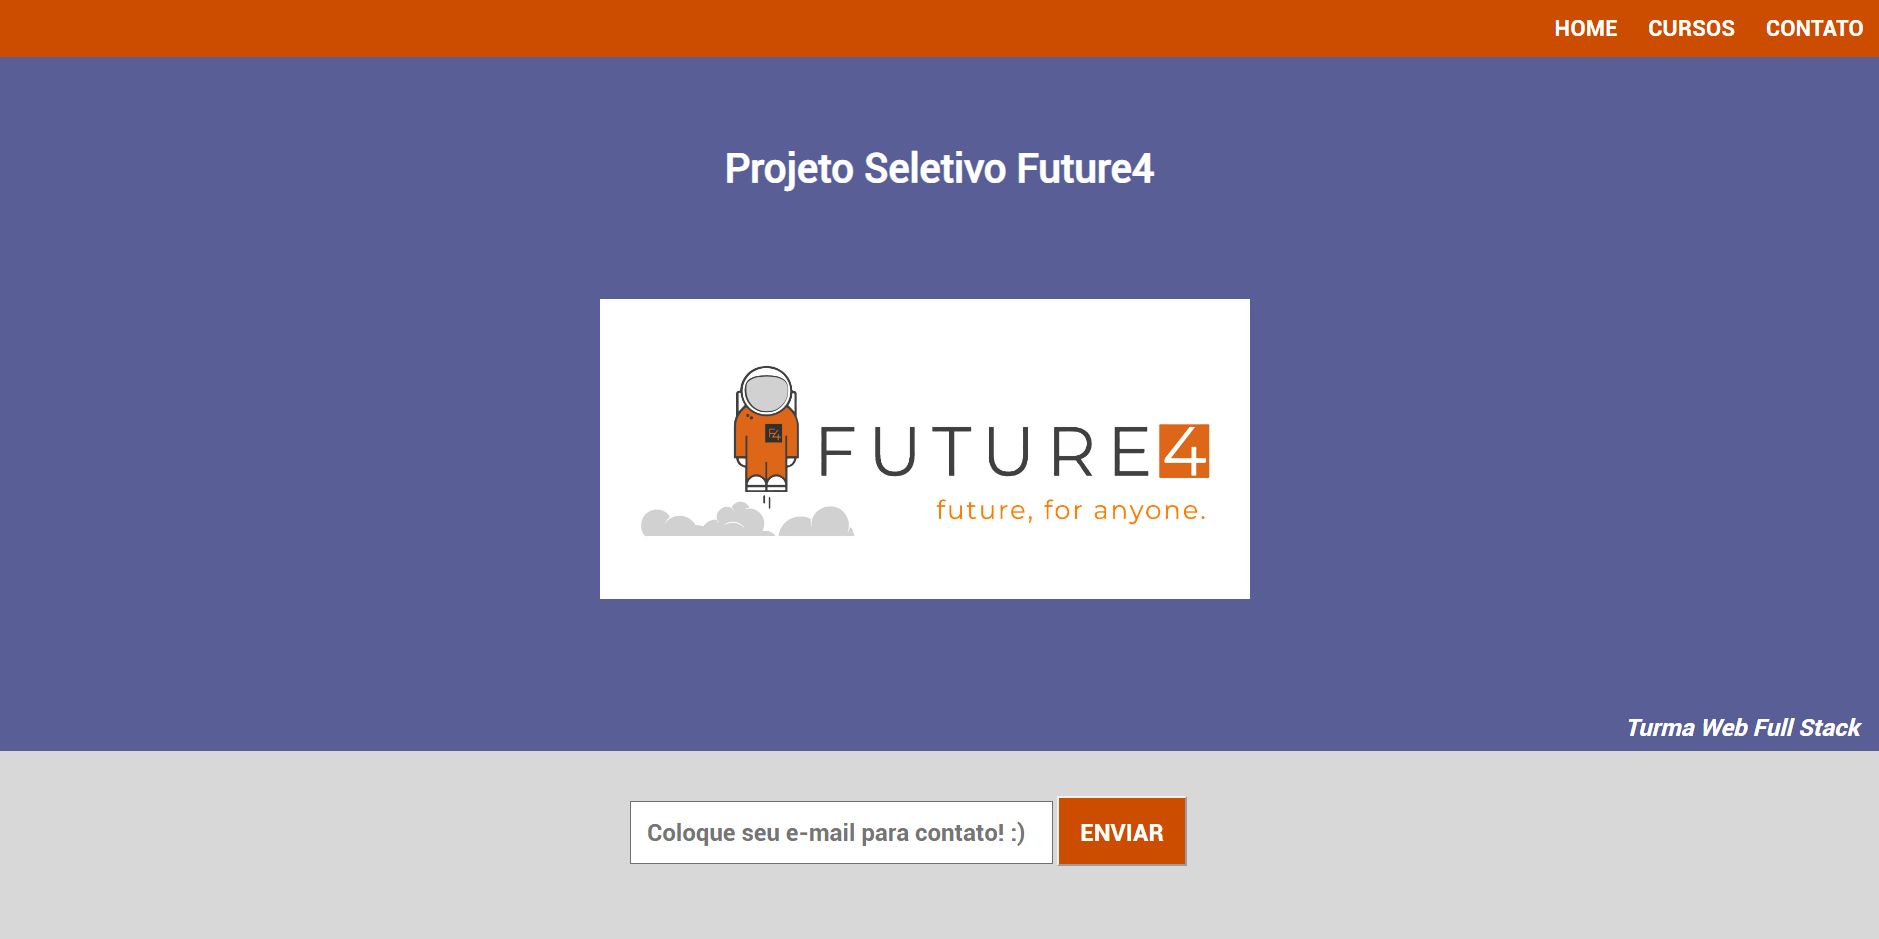 HOME CURSOS CONTATO
Projeto Seletivo Future4
F4
FUTURE4
future, for anyone.
Turma Web Full Stack
Coloque seu e-mail para contato! :) ENVIAR